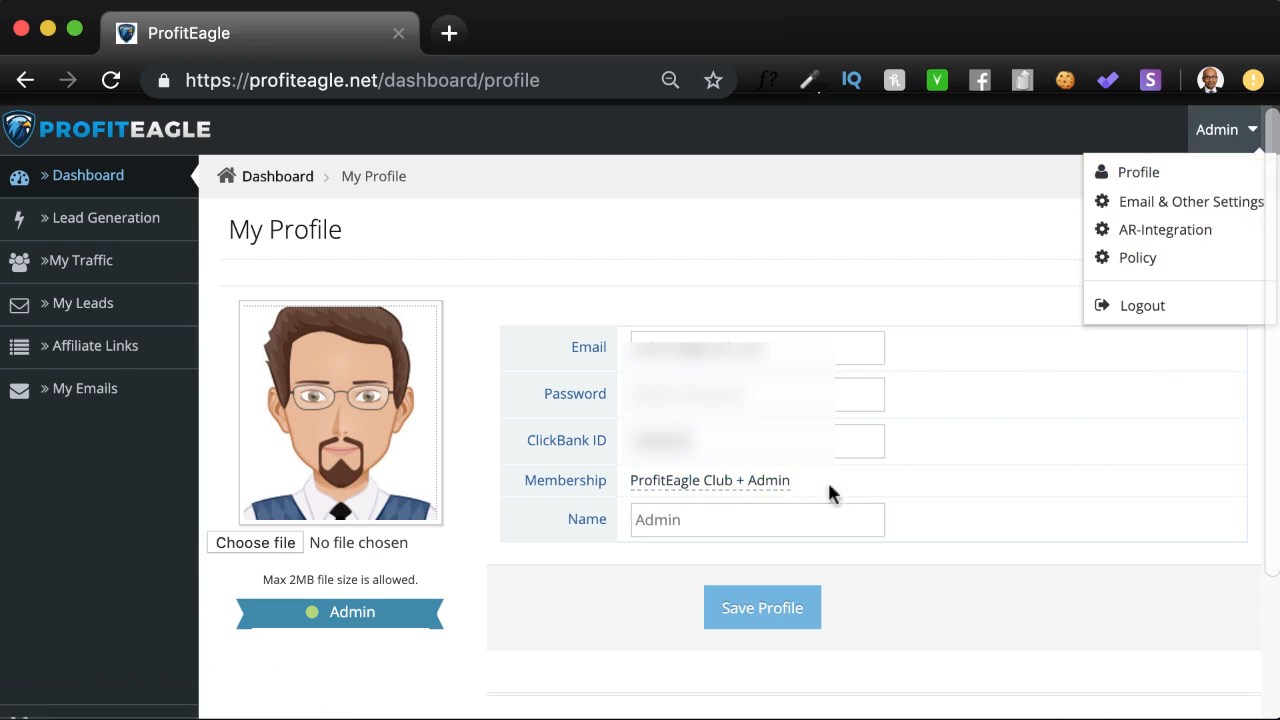 ProfitEagle
https://profiteagle.net/dashboard/profile
f?
IQ
h
V
f
S
PROFITEAGLE
Admin
» Dashboard
» Lead Generation
»My Traffic
» My Leads
» Affiliate Links
» My Emails
Dashboard > My Profile
Profile
Email & Other Settings
AR-Integration
Policy
Logout
My Profile
Email
Password
ClickBank ID
Membership ProfitEagle Club + Admin
Name Admin
Choose file No file chosen
Max 2MB file size is allowed.
Admin
Save Profile